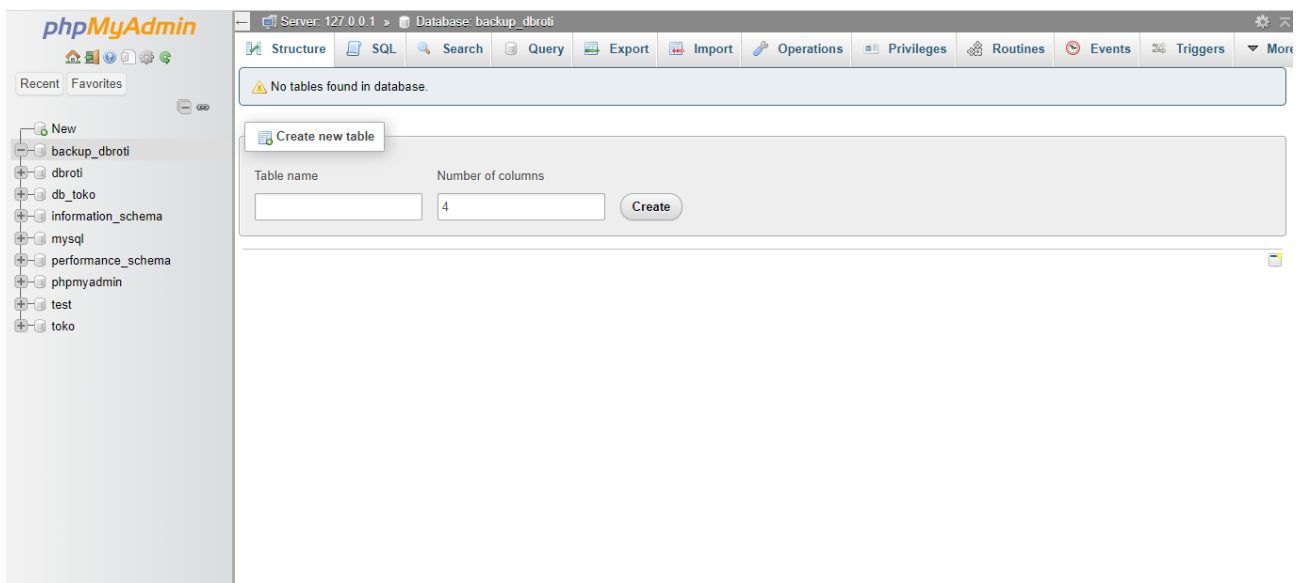 phpMyAdmin
Recent Favorites
New
backup_dbroti
dbroti
db_toko
information_schema
mysql
performance_schema
phpmyadmin
test
toko
Server: 127.0.0.1 » Database: backup_dbroti
Structure SQL Search Query Export Import Operations Privileges Routines Events Triggers More
No tables found in database.
Create new table
Table name Number of columns
4 Create